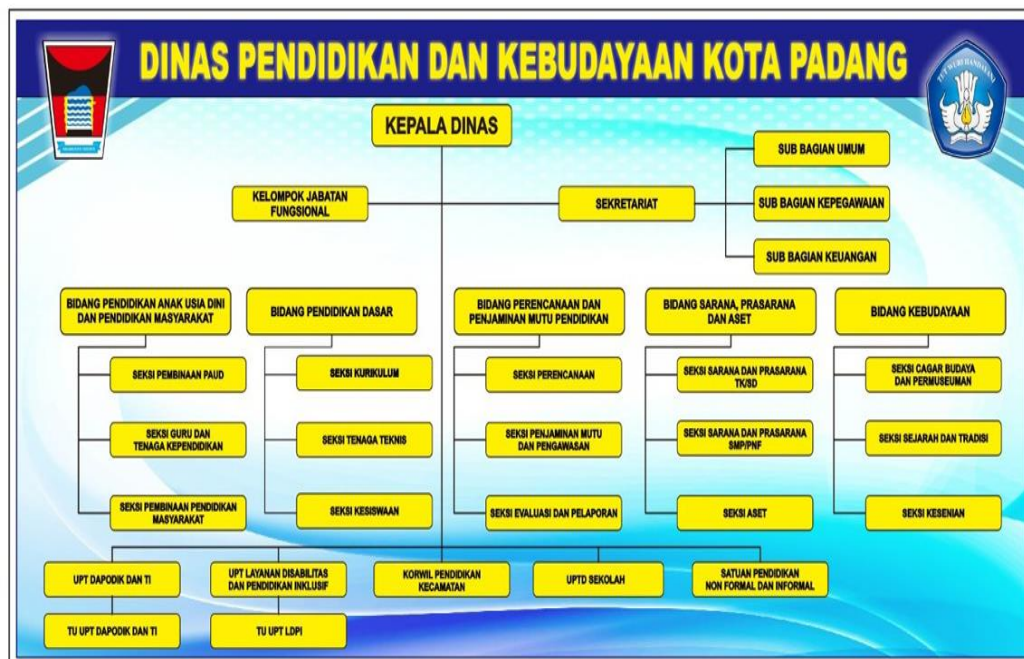 DINAS PENDIDIKAN DAN KEBUDAYAAN KOTA PADANG
TUT WURI HANDAYANI
KEPALA DINAS
SUB BAGIAN UMUM
KELOMPOK JABATAN
FUNGSIONAL
SEKRETARIAT
SUB BAGIAN KEPEGAWAIAN
SUB BAGIAN KEUANGAN
BIDANG PENDIDIKAN ANAK USIA DINI
DAN PENDIDIKAN MASYARAKAT
BIDANG PENDIDIKAN DASAR
BIDANG PERENCANAAN DAN
PENJAMINAN MUTU PENDIDIKAN
BIDANG SARANA, PRASARANA
DAN ASET
BIDANG KEBUDAYAAN
SEKSI PEMBINAAN PAUD
SEKSI KURIKULUM
SEKSI PERENCANAAN
SEKSI SARANA DAN PRASARANA
TK/SD
SEKSI CAGAR BUDAYA
DAN PERMUSEUMAN
SEKSI GURU DAN
TENAGA KEPENDIDIKAN
SEKSI TENAGA TEKNIS
SEKSI PENJAMINAN MUTU
DAN PENGAWASAN
SEKSI SARANA DAN PRASARANA
SMP/PNF
SEKSI SEJARAH DAN TRADISI
SEKSI PEMBINAAN PENDIDIKAN
MASYARAKAT
SEKSI KESISWAAN
SEKSI EVALUASI DAN PELAPORAN
SEKSI ASET
SEKSI KESENIAN
UPT DAPODIK DAN TI
UPT LAYANAN DISABILITAS
DAN PENDIDIKAN INKLUSIF
KORWIL PENDIDIKAN
KECAMATAN
UPTD SEKOLAH
SATUAN PENDIDIKAN
NON FORMAL DAN INFORMAL
TU UPT DAPODIK DAN TI
TU UPT LDPI